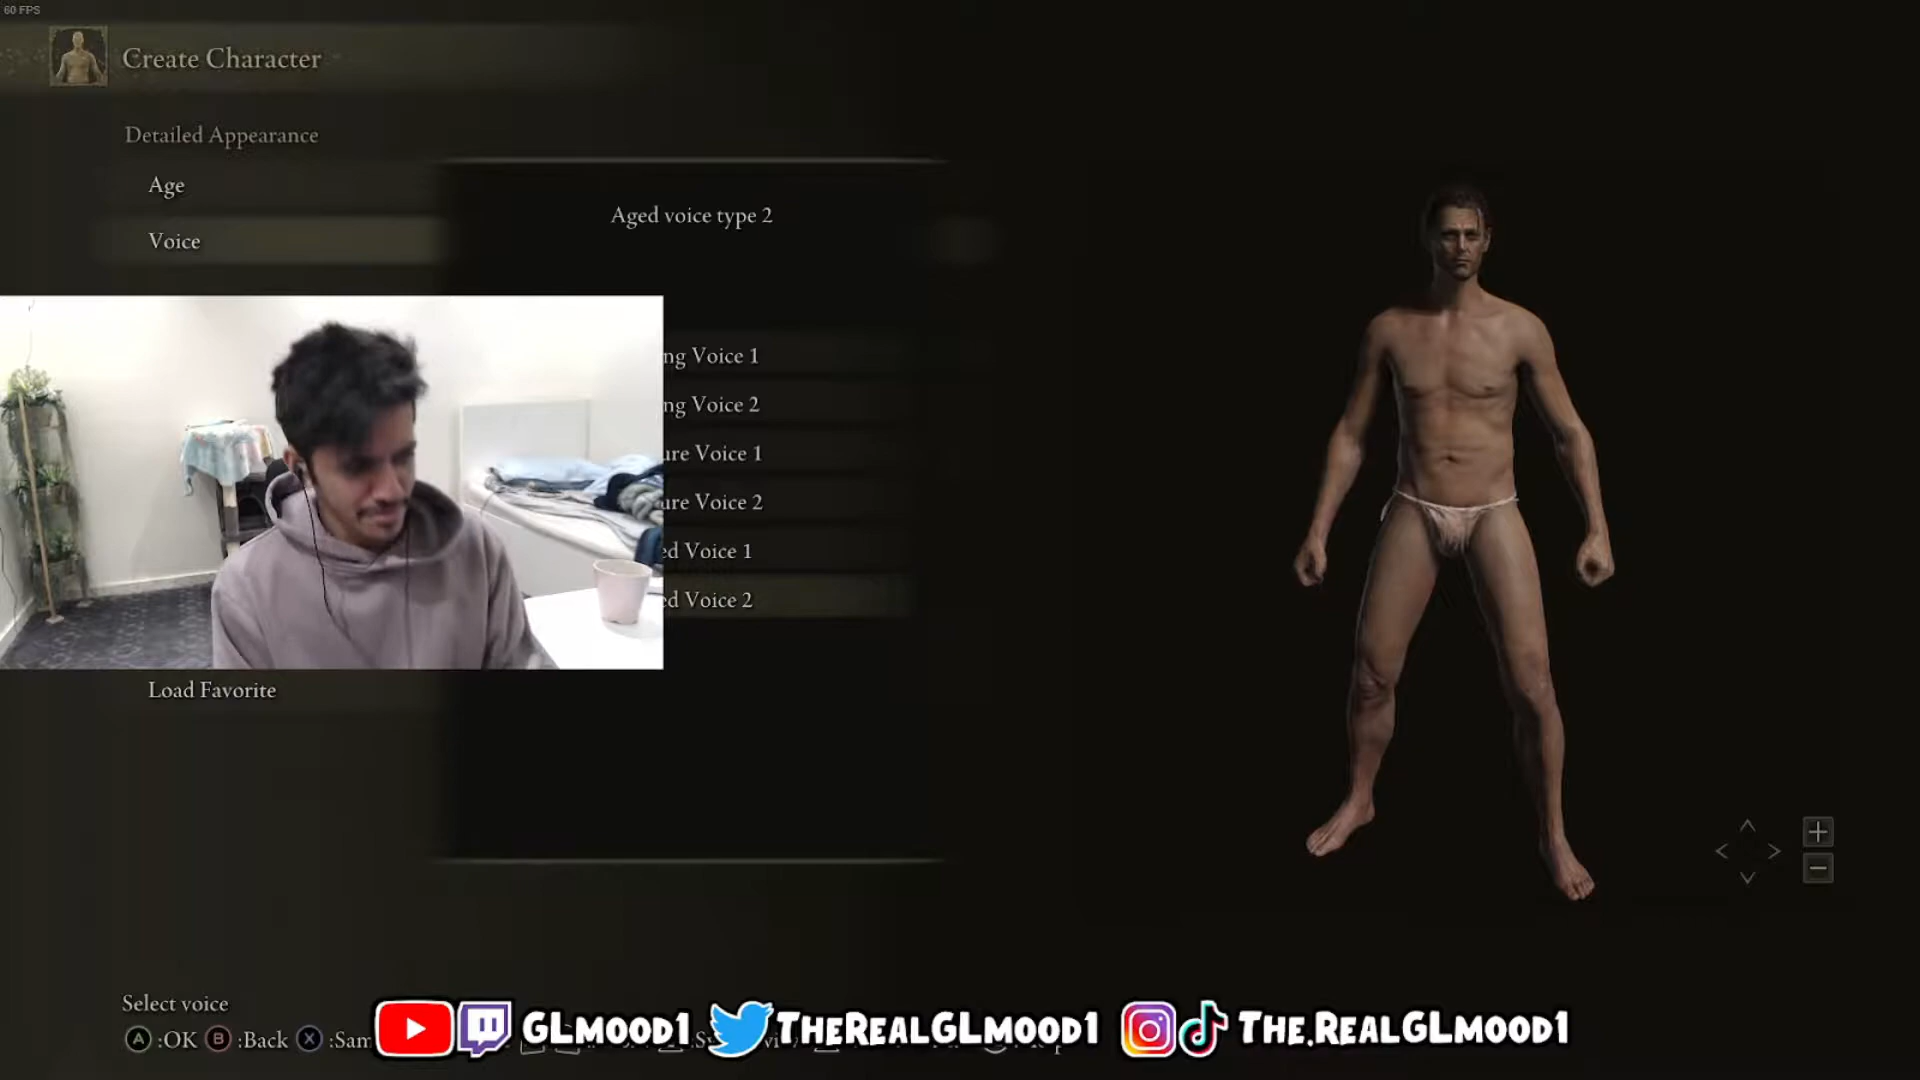 60 FPS
Create Character
Detailed Appearance
Age
Aged voice type 2
Voice
ng Voice 1
ng Voice 2
ure Voice 1
ure Voice 2
ed Voice 1
ed Voice 2
Load Favorite
Select voice
A :OK B :Back X :Sam
GLmood1 TheRealGLmood1 The.RealGLmood1